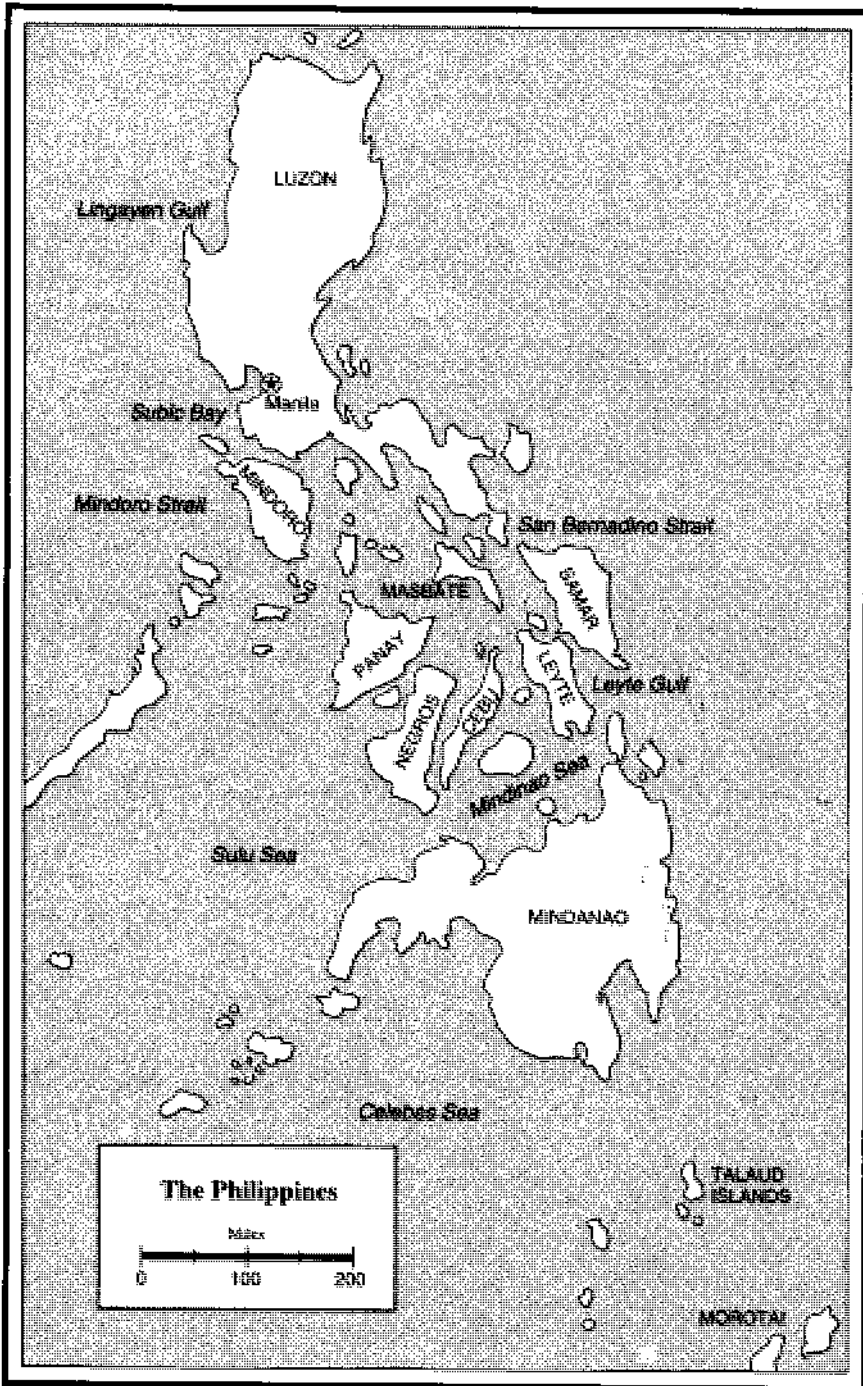 LUZON
Lingayen Gulf
Manila
Subic Bay
MINDORO
Mindoro Strait
San Bernadino Strait
MASBATE
SAMAR
PANAY
LEYTE
Leyte Gulf
CEBU
NEGROS
Mindinao Sea
Sulu Sea
MINDANAO
Celebes Sea
The Philippines
Miles
0 100 200
TALAUD
ISLANDS
MOROTAI